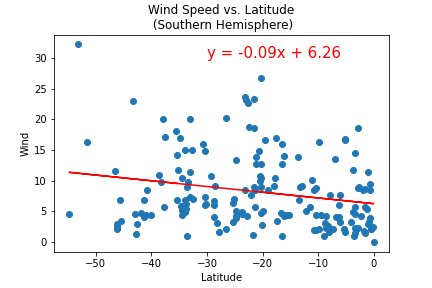 Wind Speed vs. Latitude
(Southern Hemisphere)
y = -0.09x + 6.26
30
25
20
15
10
5
0
Wind
−50
−40
−30
−20
−10
0
Latitude